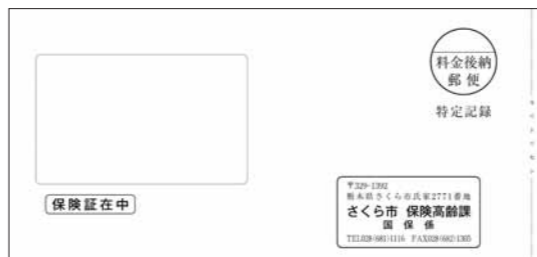 料金後納
郵便
特定記録
保険証在中
〒329-1392
栃木県さくら市氏家2771番地
さくら市 保険高齢課
国保係
TEL028(681)1116 FAX028(682)1305